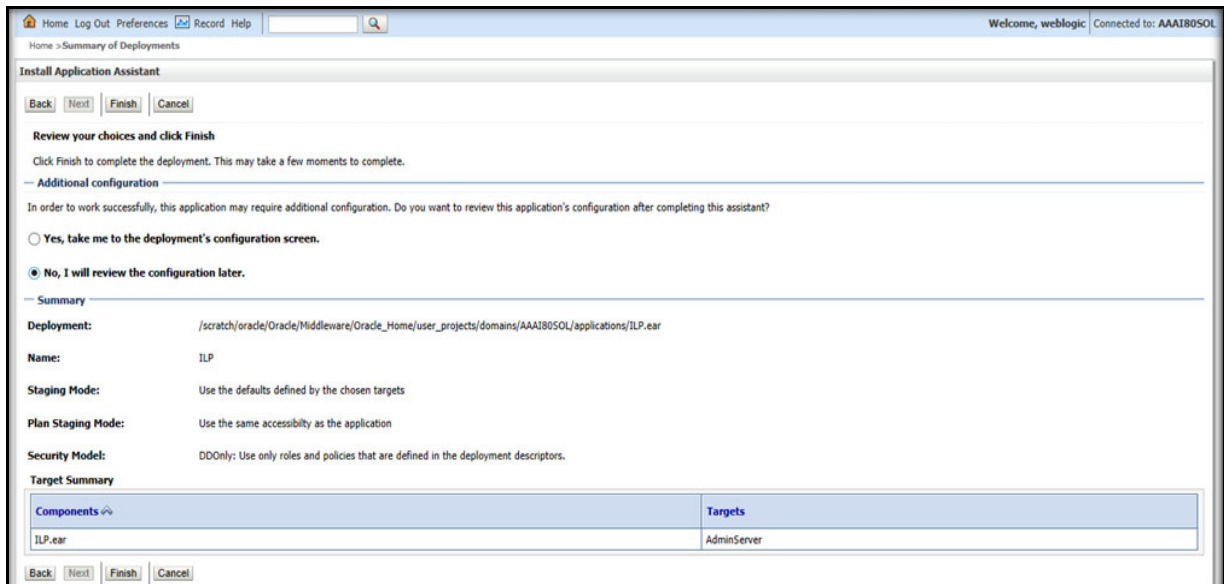 Home Log Out Preferences Record Help
Welcome, weblogic Connected to: AAAI80SOL
Home >Summary of Deployments
Install Application Assistant
Back Next Finish Cancel
Review your choices and click Finish
Click Finish to complete the deployment. This may take a few moments to complete.
Additional configuration
In order to work successfully, this application may require additional configuration. Do you want to review this application's configuration after completing this assistant?
Yes, take me to the deployment's configuration screen.
No, I will review the configuration later.
Summary
Deployment: /scratch/oracle/Oracle/Middleware/Oracle_Home/user_projects/domains/AAAI80SOL/applications/ILP.ear
Name: ILP
Staging Mode: Use the defaults defined by the chosen targets
Plan Staging Mode: Use the same accessibilty as the application
Security Model: DDOnly: Use only roles and policies that are defined in the deployment descriptors.
Target Summary
Components Targets
ILP.ear AdminServer
Back Next Finish Cancel